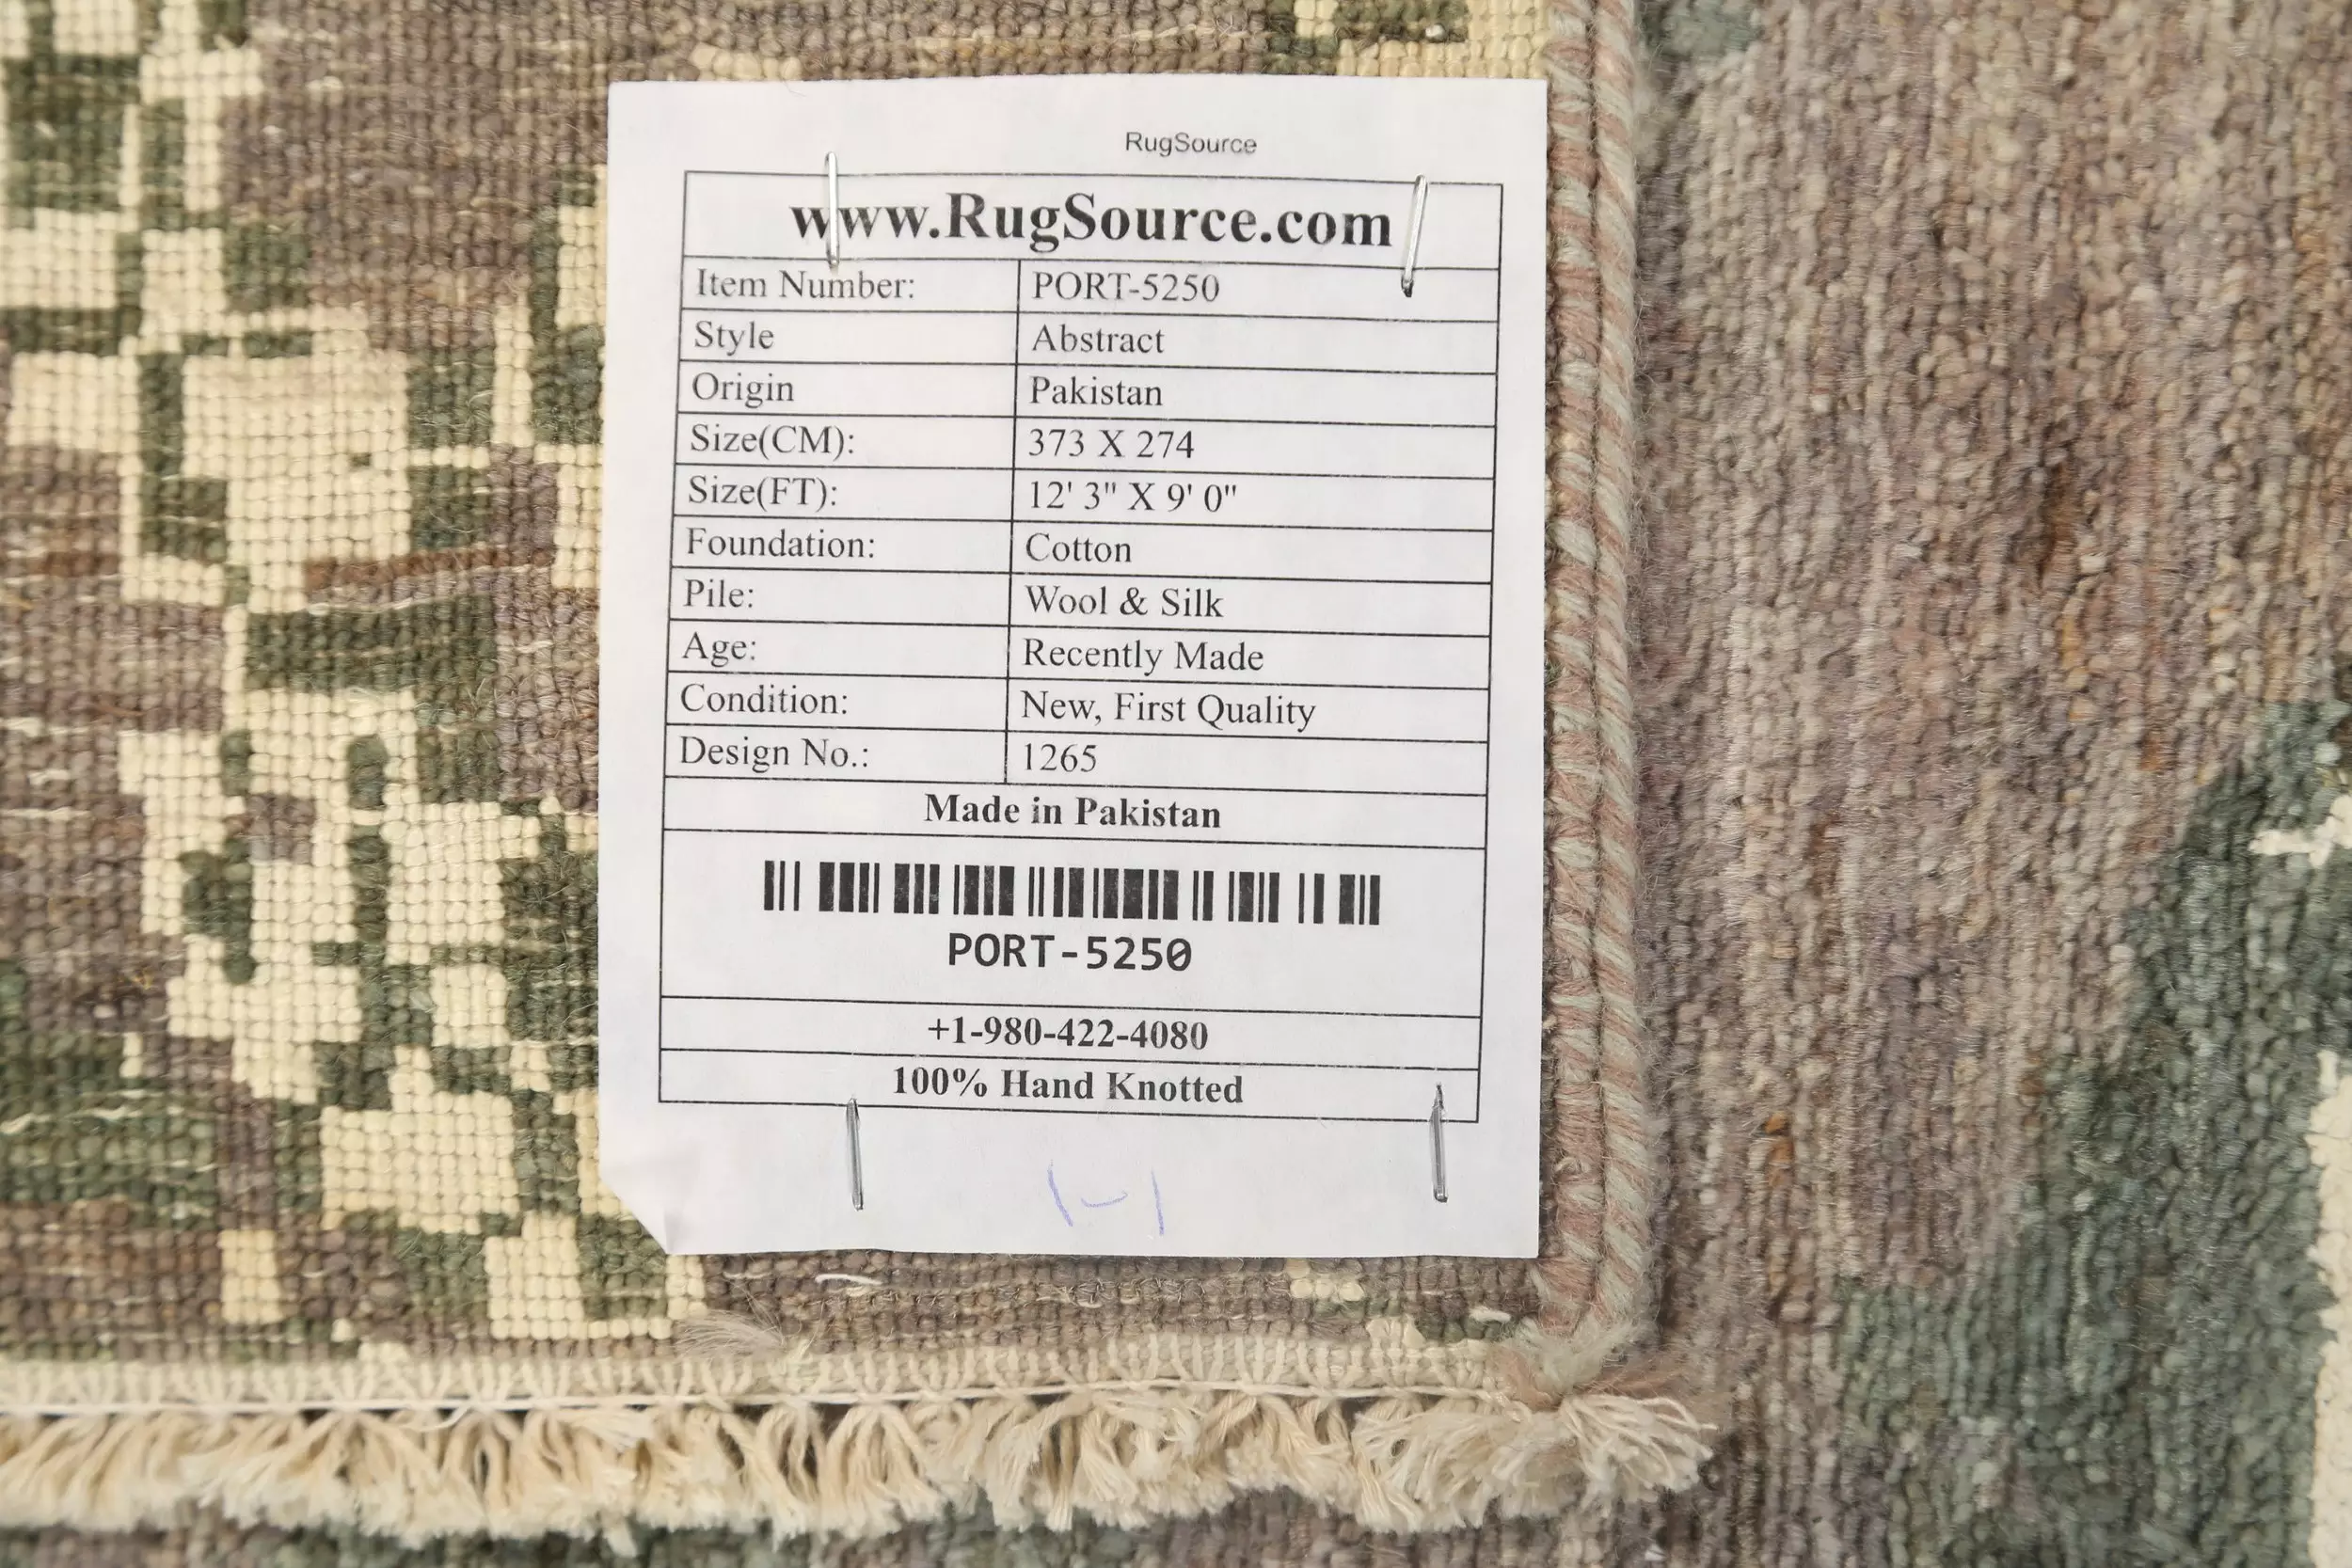 RugSource
www.RugSource.com
Item Number: PORT-5250
Style Abstract
Origin Pakistan
Size(CM): 373 X 274
Size(FT): 12' 3" X 9' 0"
Foundation: Cotton
Pile: Wool & Silk
Age: Recently Made
Condition: New, First Quality
Design No.: 1265
Made in Pakistan
PORT-5250
+1-980-422-4080
100% Hand Knotted